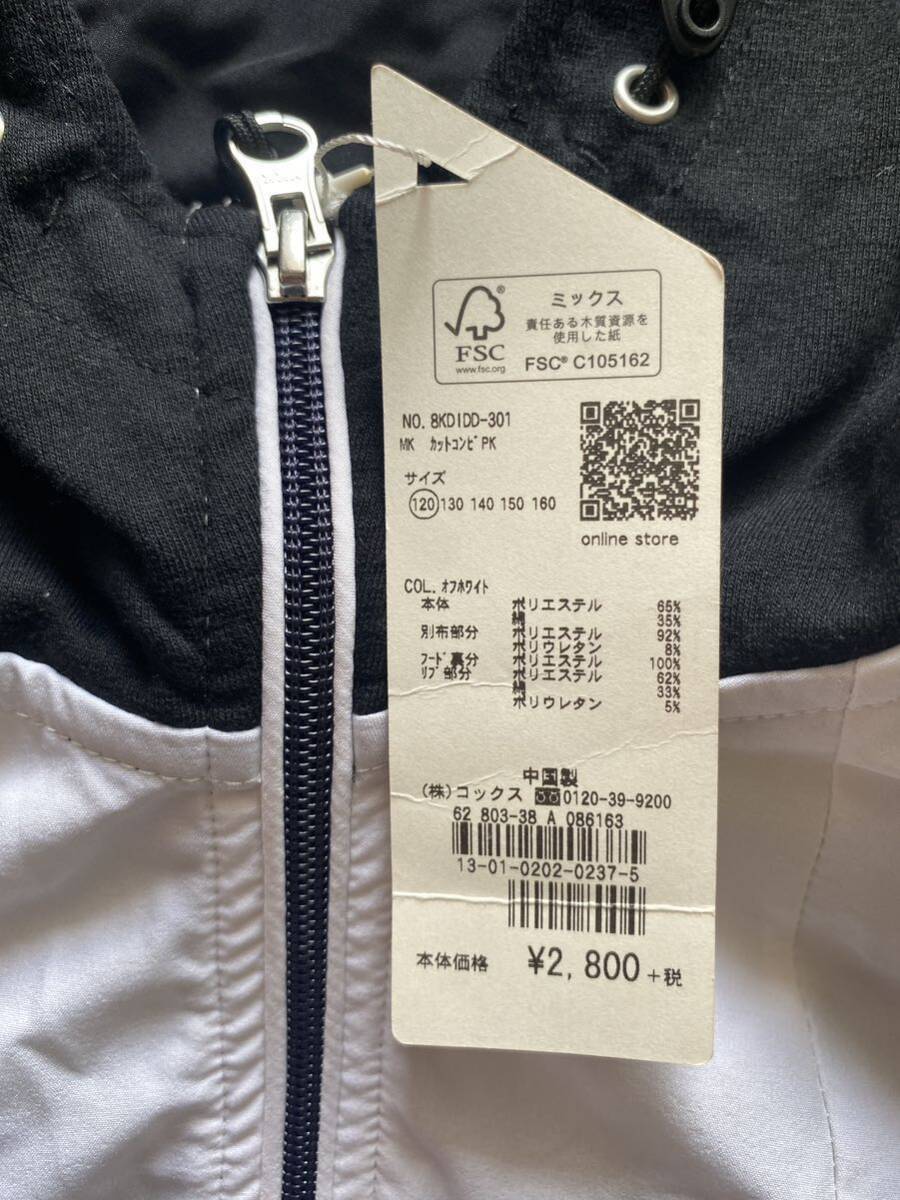 ミックス
責任ある木質資源を
使用した紙
FSC® C105162
FSC
www.fsc.org
NO. 8KDIDD-301
MK ｶｯﾄｺﾝﾋﾞPK
サイズ
120 130 140 150 160
online store
COL. ｵﾌﾎﾜｲﾄ
本体 ポリエステル 65%
綿 35%
別布部分 ポリエステル 92%
ポリウレタン 8%
ﾌｰﾄﾞ裏分 ポリエステル 100%
ﾘﾌﾞ部分 ポリエステル 62%
綿 33%
ポリウレタン 5%
中国製
(株)コックス 0120-39-9200
62 803-38 A 086163
13-01-0202-0237-5
本体価格 ¥2,800+税